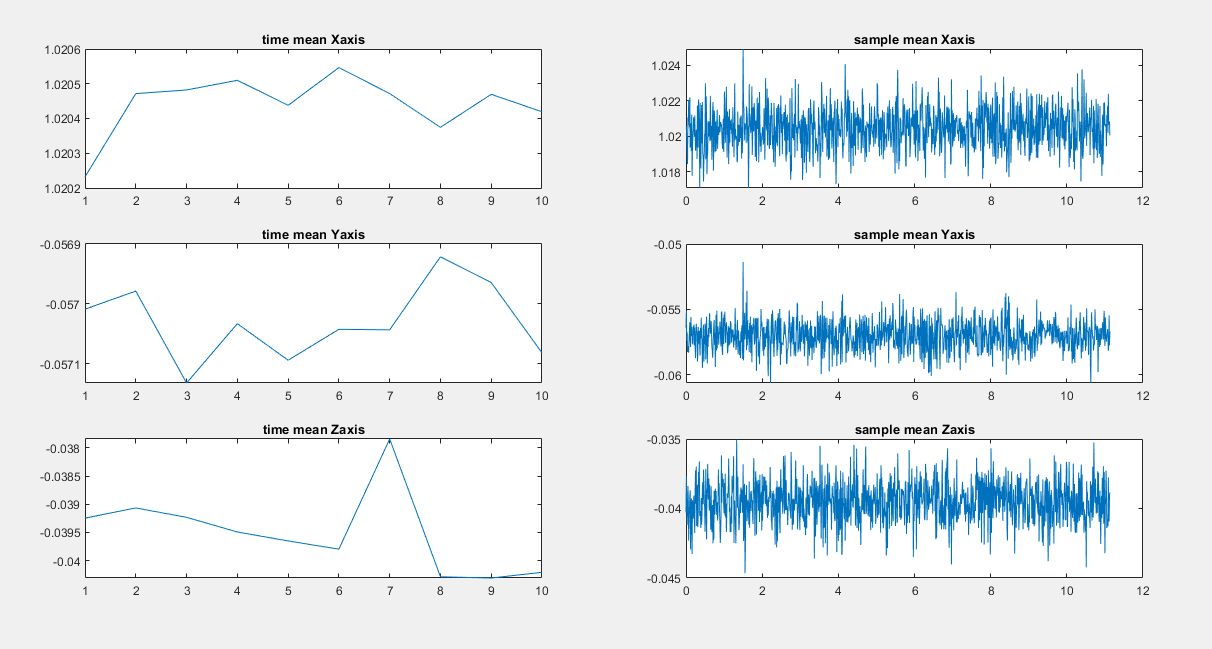 time mean Xaxis
1.0206
1.0205
1.0204
1.0203
1.0202
1 2 3 4 5 6 7 8 9 10
sample mean Xaxis
1.024
1.022
1.02
1.018
0 2 4 6 8 10 12
time mean Yaxis
-0.0569
-0.057
-0.0571
1 2 3 4 5 6 7 8 9 10
sample mean Yaxis
-0.05
-0.055
-0.06
0 2 4 6 8 10 12
time mean Zaxis
-0.038
-0.0385
-0.039
-0.0395
-0.04
1 2 3 4 5 6 7 8 9 10
sample mean Zaxis
-0.035
-0.04
-0.045
0 2 4 6 8 10 12